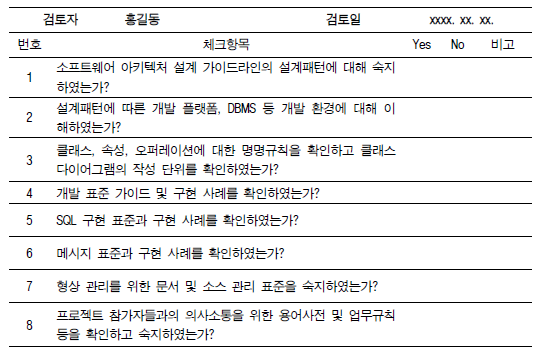 검토자 홍길동 검토일 xxxx. xx. xx.
번호 체크항목 Yes No 비고
1 소프트웨어 아키텍처 설계 가이드라인의 설계패턴에 대해 숙지
하였는가?
2 설계패턴에 따른 개발 플랫폼, DBMS 등 개발 환경에 대해 이
해하였는가?
3 클래스, 속성, 오퍼레이션에 대한 명명규칙을 확인하고 클래스
다이어그램의 작성 단위를 확인하였는가?
4 개발 표준 가이드 및 구현 사례를 확인하였는가?
5 SQL 구현 표준과 구현 사례를 확인하였는가?
6 메시지 표준과 구현 사례를 확인하였는가?
7 형상 관리를 위한 문서 및 소스 관리 표준을 숙지하였는가?
8 프로젝트 참가자들과의 의사소통을 위한 용어사전 및 업무규칙
등을 확인하고 숙지하였는가?